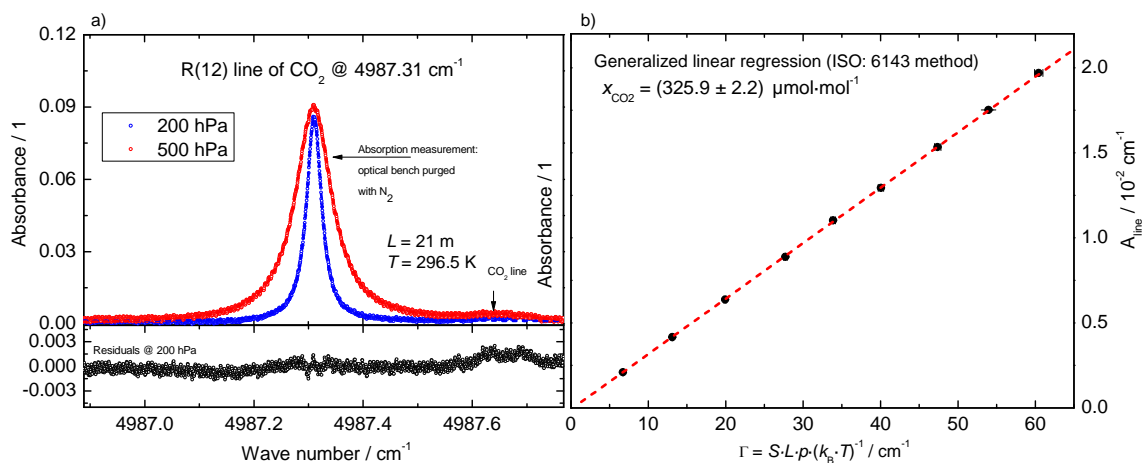 a)
R(12) line of CO₂ @ 4987.31 cm⁻¹
200 hPa
500 hPa
Absorption measurement:
optical bench purged
with N₂
L = 21 m
T = 296.5 K
CO₂ line
0.12
0.09
0.06
0.03
0.00
Absorbance / 1
Residuals @ 200 hPa
0.003
0.000
-0.003
4987.0
4987.2
4987.4
4987.6
Wave number / cm⁻¹
b)
Generalized linear regression (ISO: 6143 method)
x_CO2 = (325.9 ± 2.2) µmol·mol⁻¹
Absorbance / 1
2.0
1.5
1.0
0.5
0.0
A_line / 10⁻² cm⁻¹
0
10
20
30
40
50
60
Γ = S·L·p·(k_B·T)⁻¹ / cm⁻¹